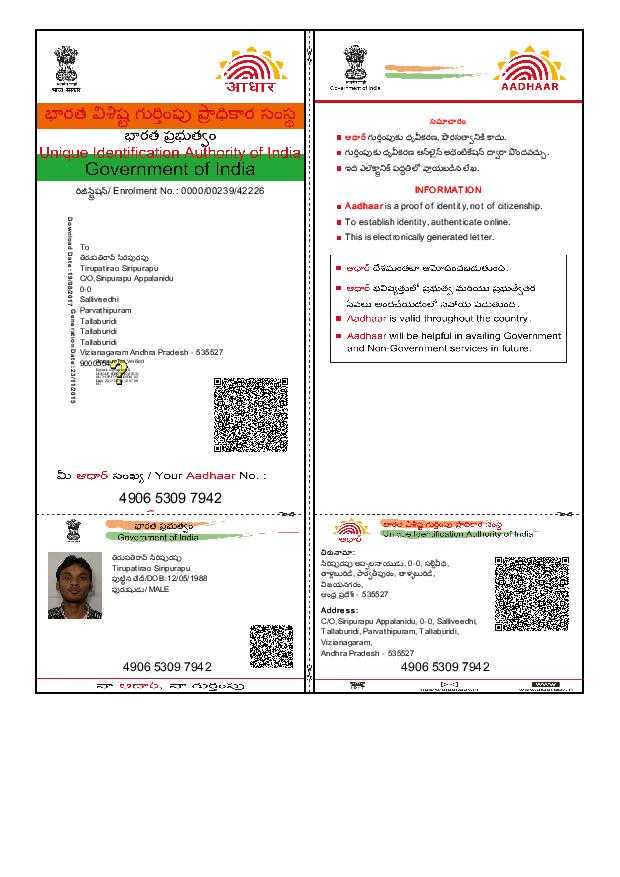 भारत सरकार
आधार
భారత విశిష్ట గుర్తింపు ప్రాధికార సంస్థ
భారత ప్రభుత్వం
Unique Identification Authority of India
Government of India
రిజిస్ట్రేషన్/ Enrolment No.: 0000/00239/42226
Download Date: 19/08/2017 Generation Date: 23/11/2015
To
తిరుపతిరావ్ సిరిపురపు
Tirupatirao Siripurapu
C/O,Siripurapu Appalanidu
0-0
Salliveedhi
Parvathipuram
Tallaburidi
Tallaburidi
Tallaburidi
Vizianagaram Andhra Pradesh - 535527
మీ ఆధార్ సంఖ్య / Your Aadhaar No. :
4906 5309 7942
భారత ప్రభుత్వం
Government of India
తిరుపతిరావ్ సిరిపురపు
Tirupatirao Siripurapu
పుట్టిన తేదీ/DOB: 12/05/1988
పురుషుడు/ MALE
4906 5309 7942
నా ఆధార్, నా గుర్తింపు
Government of India
AADHAAR
సమాచారం
ఆధార్ గుర్తింపుకు ధృవీకరణ, పౌరసత్వానికి కాదు.
గుర్తింపుకు ధృవీకరణ ఆన్‌లైన్ అథెంటికేషన్ ద్వారా పొందవచ్చు.
ఇది ఎలెక్ట్రానిక్ పద్ధతిలో వ్రాయబడిన లేఖ.
INFORMATION
Aadhaar is a proof of identity, not of citizenship.
To establish identity, authenticate online.
This is electronically generated letter.
ఆధార్ దేశమంతటా ఆమోదించబడుతుంది.
ఆధార్ భవిష్యత్తులో ప్రభుత్వ మరియు ప్రభుత్వేతర
సేవలు అందచేయడంలో సహాయ పడుతుంది.
Aadhaar is valid throughout the country.
Aadhaar will be helpful in availing Government
and Non-Government services in future.
ఆధార్
భారత విశిష్ట గుర్తింపు ప్రాధికార సంస్థ
Unique Identification Authority of India
చిరునామా:
సిరిపురపు అప్పలనాయుడు, 0-0, సల్లివీధి,
తాళ్లబురిడి, పార్వతీపురం, తాళ్ళబురిడి,
విజయనగరం,
ఆంధ్ర ప్రదేశ్ - 535527
Address:
C/O,Siripurapu Appalanidu, 0-0, Salliveedhi,
Tallaburidi, Parvathipuram, Tallaburidi,
Vizianagaram,
Andhra Pradesh - 535527
4906 5309 7942